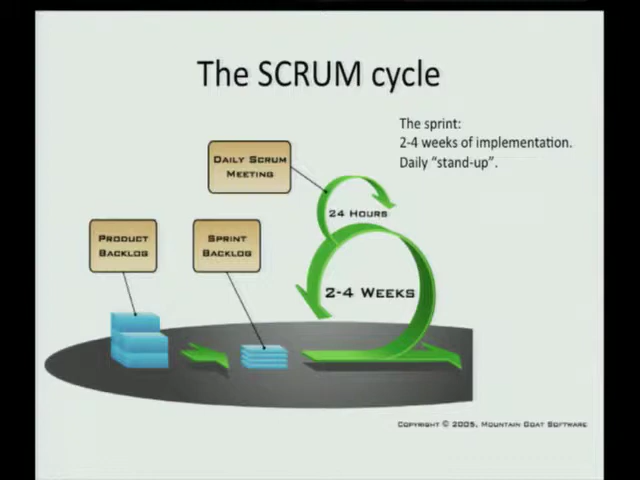 The SCRUM cycle
The sprint:
2-4 weeks of implementation.
Daily “stand-up”.
DAILY SCRUM
MEETING
24 HOURS
PRODUCT
BACKLOG
SPRINT
BACKLOG
2-4 WEEKS
COPYRIGHT © 2005, MOUNTAIN GOAT SOFTWARE